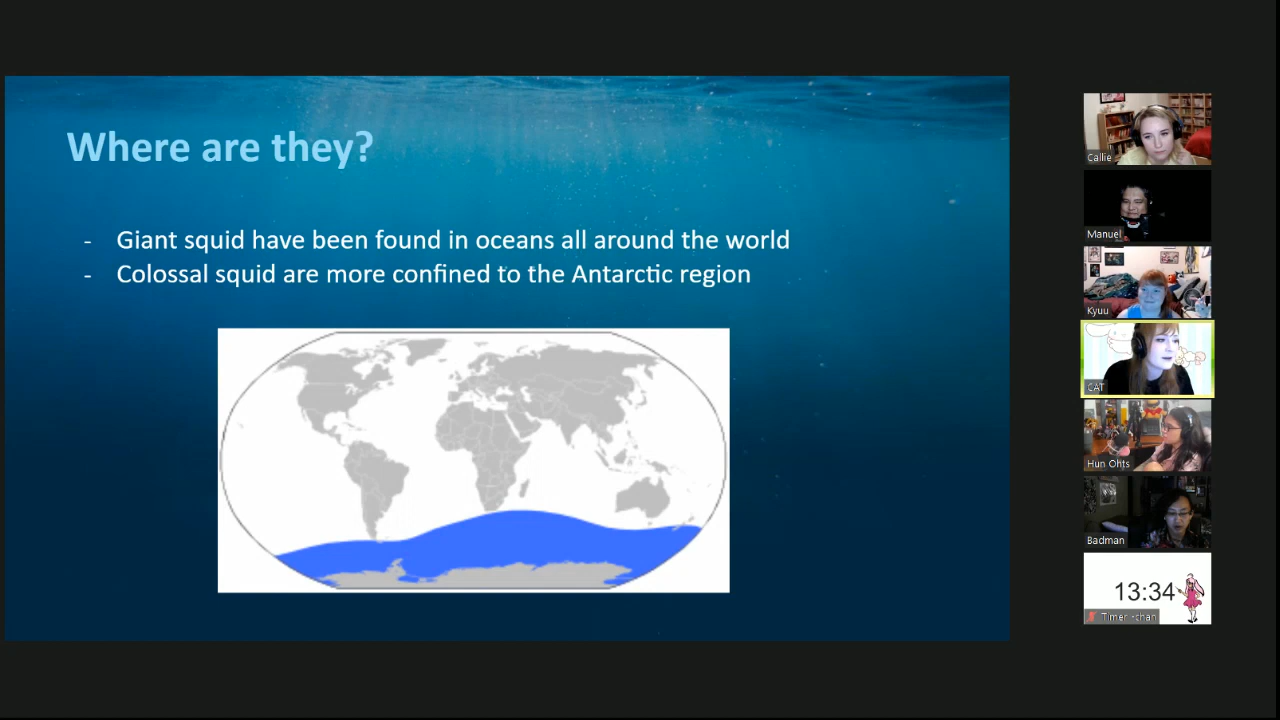 Where are they?
- Giant squid have been found in oceans all around the world
- Colossal squid are more confined to the Antarctic region
Callie
Manuel
Kyuu
CAT
Hun Ohts
Badman
13:34
Timer -chan